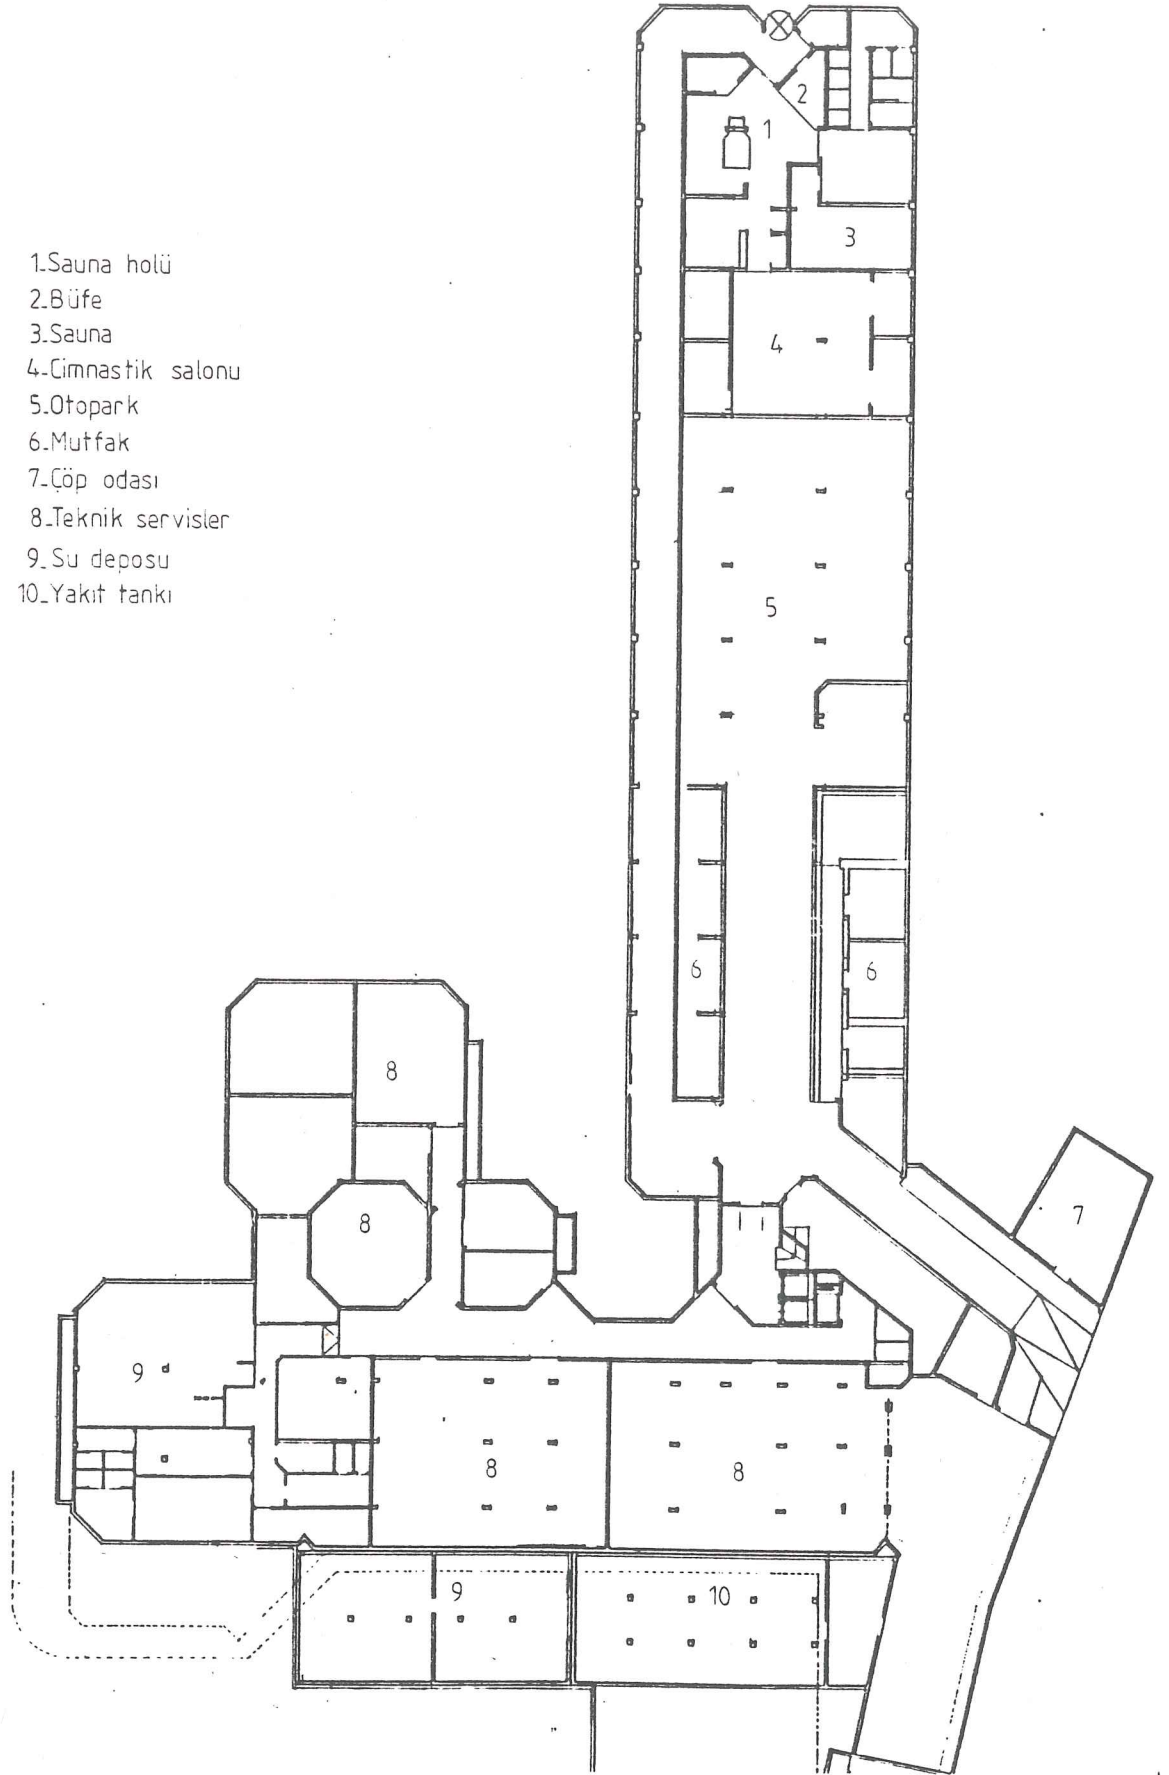 1_Sauna holü
2_Büfe
3_Sauna
4_Cimnastik salonu
5_Otopark
6_Mutfak
7_Çöp odası
8_Teknik servisler
9_Su deposu
10_Yakıt tankı
2
1
3
4
5
6 6
8
7
8
9
8 8
9 10